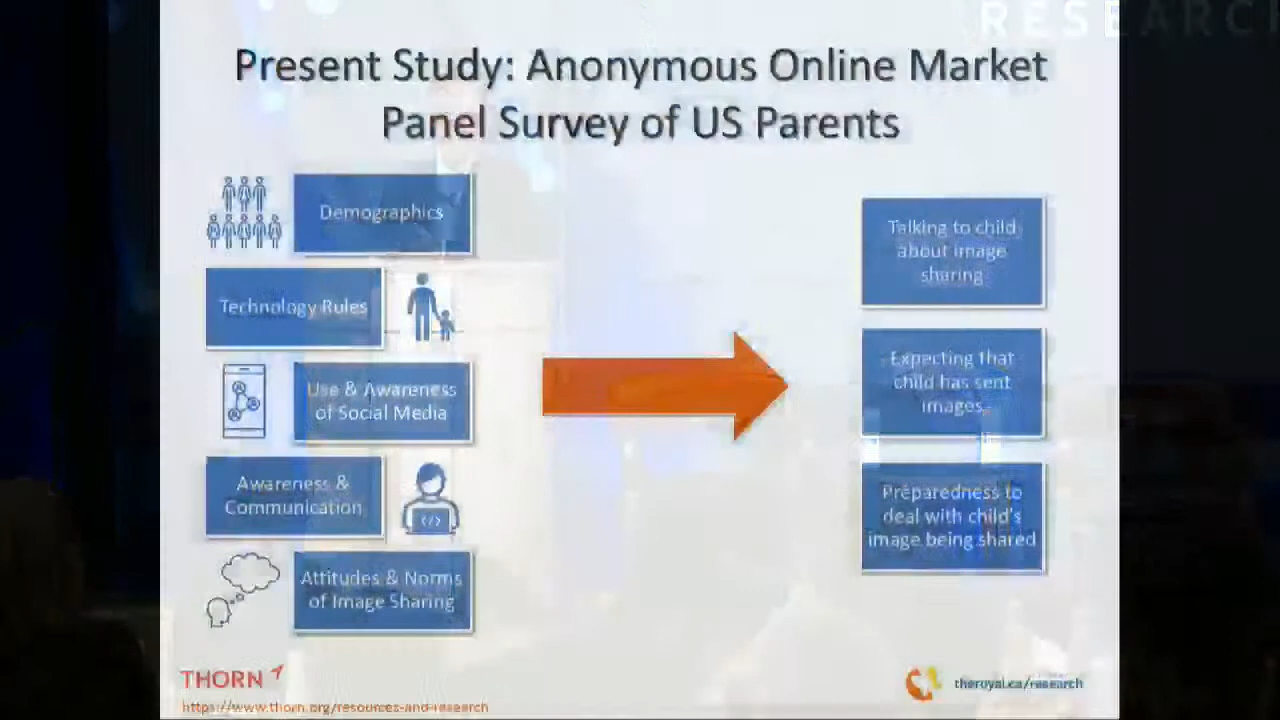 RESEARCH
Present Study: Anonymous Online Market
Panel Survey of US Parents
Demographics
Technology Rules
Use & Awareness
of Social Media
Awareness &
Communication
Attitudes & Norms
of Image Sharing
Talking to child
about image
sharing
Expecting that
child has sent
images
Preparedness to
deal with child's
image being shared
THORN
https://www.thorn.org/resources-and-research
theroyal.ca/research